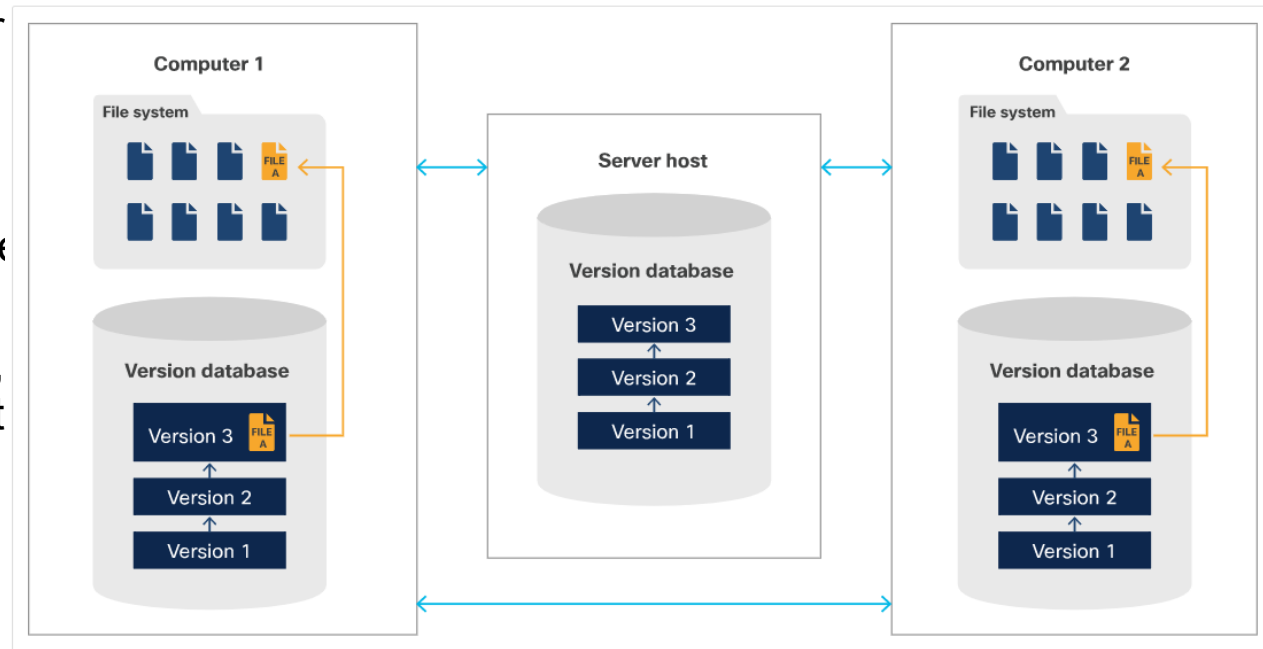 Computer 1
File system
FILE
A
Version database
Version 3
FILE
A
Version 2
Version 1
Server host
Version database
Version 3
Version 2
Version 1
Computer 2
File system
FILE
A
Version database
Version 3
FILE
A
Version 2
Version 1